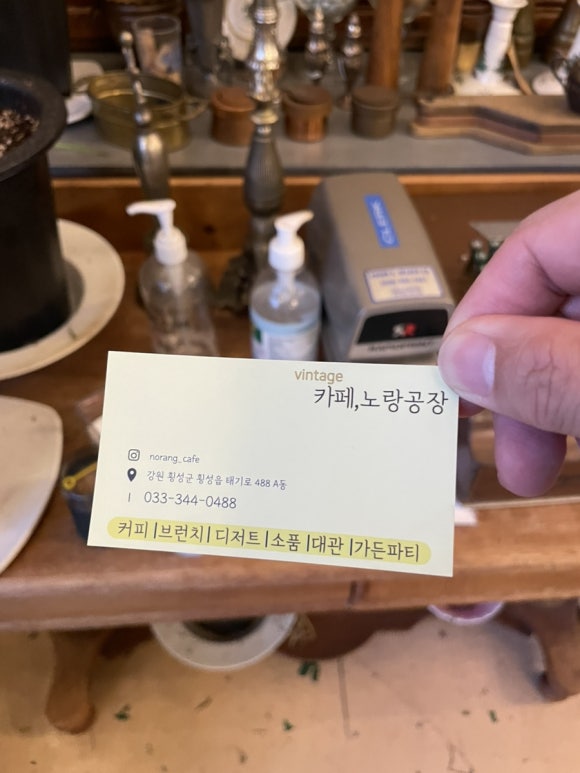 CLERK
vintage
카페,노랑공장
norang_cafe
강원 횡성군 횡성읍 태기로 488 A동
033-344-0488
커피 |브런치| 디저트|소품|대관|가든파티